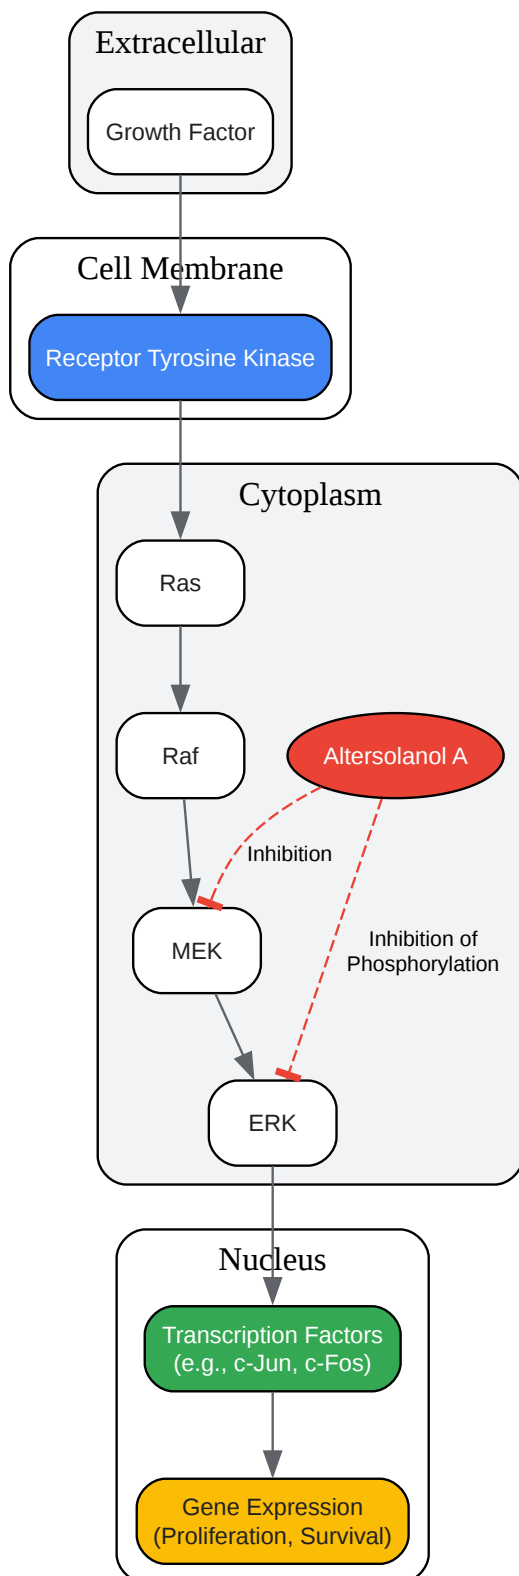 Extracellular
Growth Factor
Cell Membrane
Receptor Tyrosine Kinase
Cytoplasm
Ras
Raf
Altersolanol A
Inhibition
MEK
Inhibition of
Phosphorylation
ERK
Nucleus
Transcription Factors
(e.g., c-Jun, c-Fos)
Gene Expression
(Proliferation, Survival)